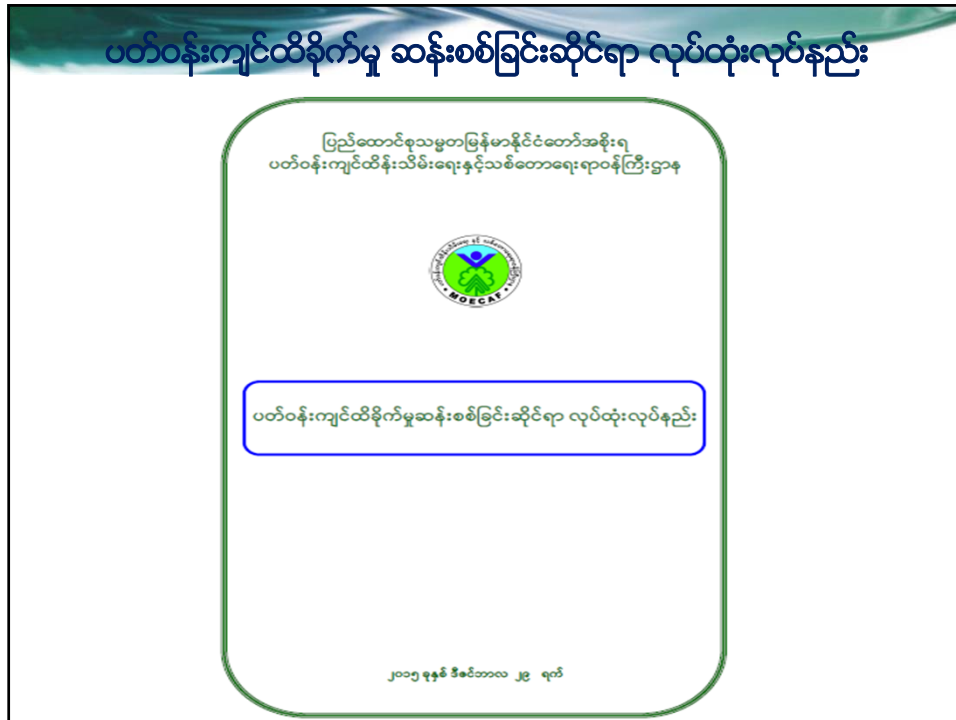 ပတ်ဝန်းကျင်ထိခိုက်မှု ဆန်းစစ်ခြင်းဆိုင်ရာ လုပ်ထုံးလုပ်နည်း
ပြည်ထောင်စုသမ္မတမြန်မာနိုင်ငံတော်အစိုးရ
ပတ်ဝန်းကျင်ထိန်းသိမ်းရေးနှင့်သစ်တောရေးရာဝန်ကြီးဌာန
MOECAF
ပတ်ဝန်းကျင်ထိခိုက်မှုဆန်းစစ်ခြင်းဆိုင်ရာ လုပ်ထုံးလုပ်နည်း
၂၀၁၅ ခုနှစ် ဒီဇင်ဘာလ ၂၉ ရက်